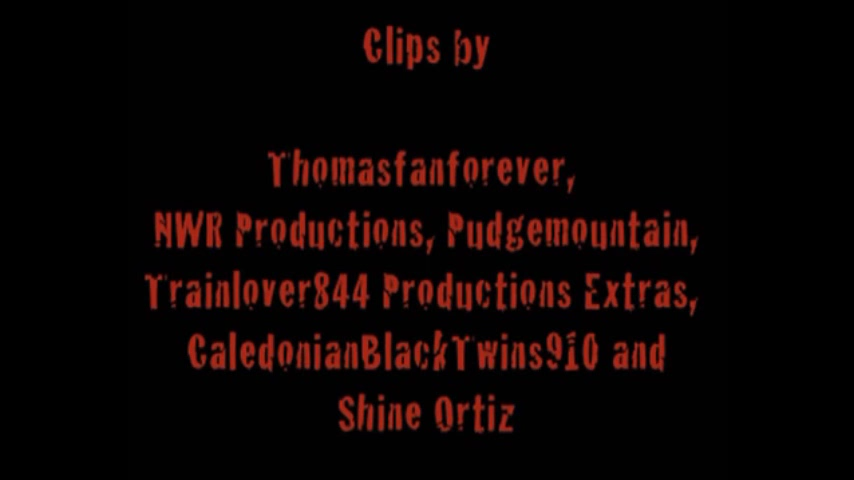 Clips by
Thomasfanforever,
NWR Productions, Pudgemountain,
Trainlover844 Productions Extras,
CaledonianBlackTwins910 and
Shine Ortiz